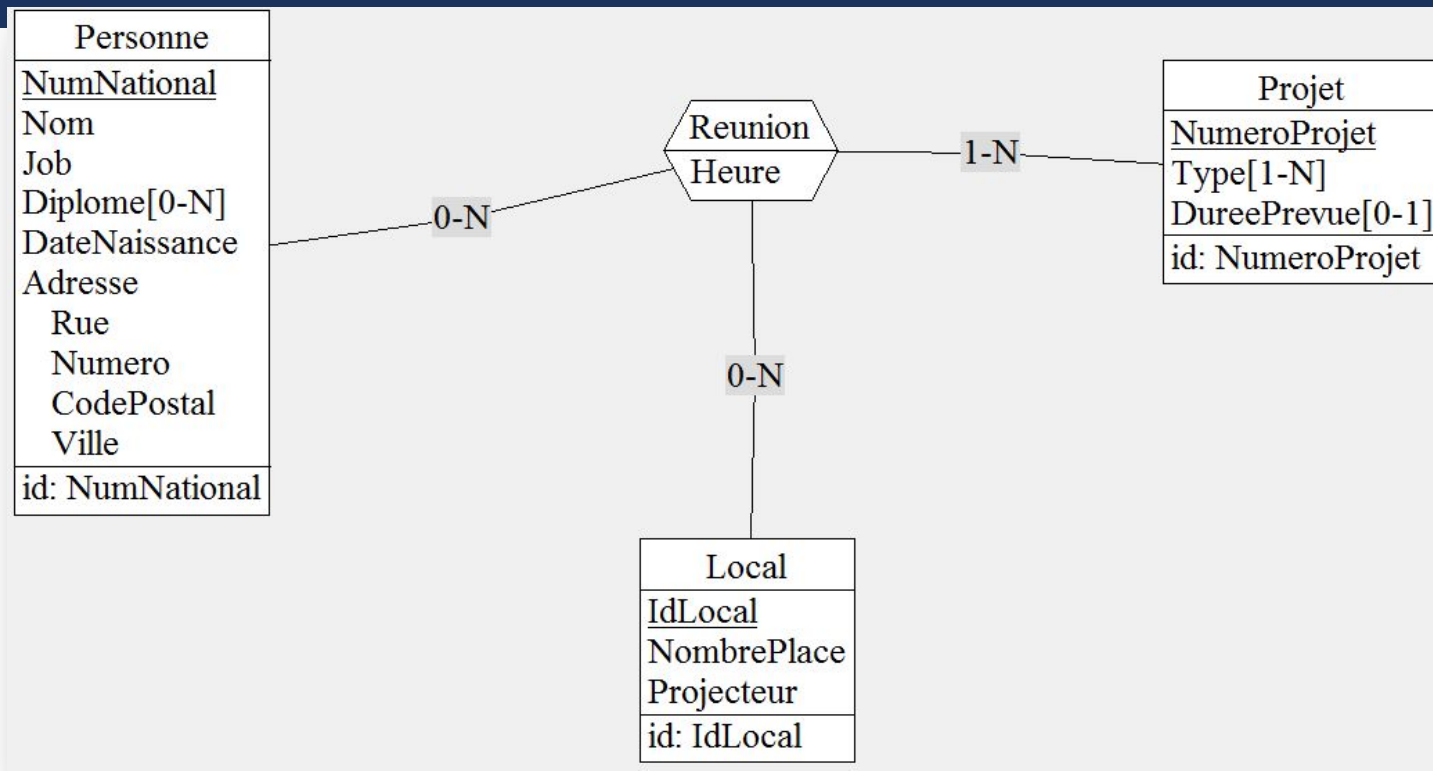 Personne
NumNational
Nom
Job
Diplome[0-N]
DateNaissance
Adresse
Rue
Numero
CodePostal
Ville
id: NumNational
0-N
Reunion
Heure
1-N
0-N
Projet
NumeroProjet
Type[1-N]
DureePrevue[0-1]
id: NumeroProjet
Local
IdLocal
NombrePlace
Projecteur
id: IdLocal